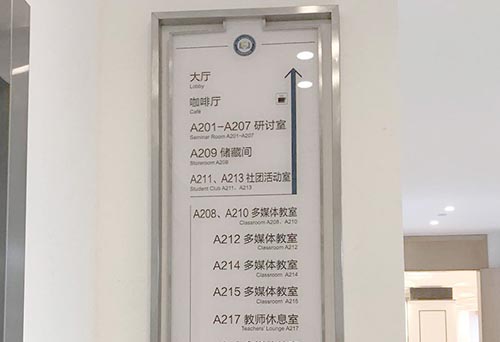 大厅
Lobby
咖啡厅
Café
A201-A207 研讨室
Seminar Room A201-A207
A209 储藏间
Storeroom A209
A211、A213 社团活动室
Student Club A211、A213
A208、A210 多媒体教室
Classroom A208、A210
A212 多媒体教室
Classroom A212
A214 多媒体教室
Classroom A214
A215 多媒体教室
Classroom A215
A217 教师休息室
Teachers' Lounge A217